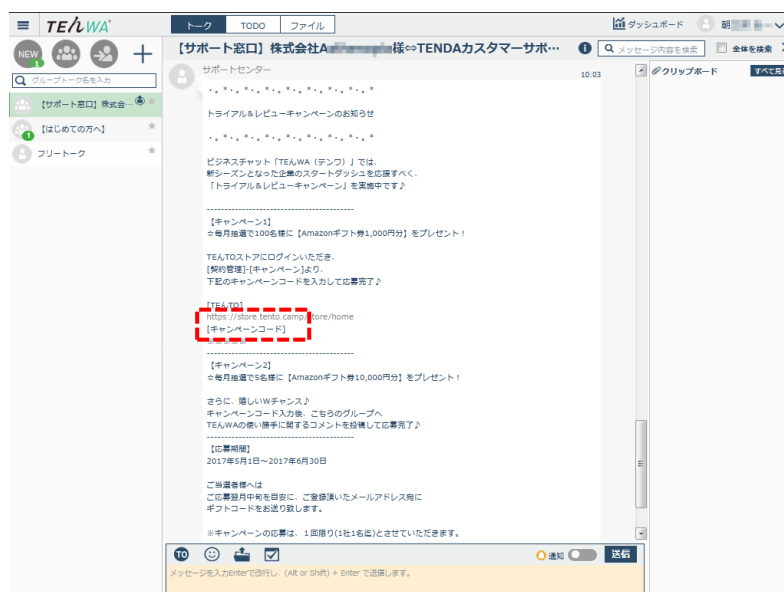 TEんWA
トーク
TODO
ファイル
ダッシュボード
朝
NEW
1
グループトーク名を入力
【サポート窓口】株式会…
【はじめての方へ】
1
フリートーク
【サポート窓口】株式会社A 様⇔TENDAカスタマーサポ…
メッセージ内容を検索
全体を検索
サポートセンター
10:03
クリップボード
すべて見
・。*・。*・。*・。*・。*・。*・。*
トライアル&レビューキャンペーンのお知らせ
・。*・。*・。*・。*・。*・。*・。*
ビジネスチャット「TEんWA(テンワ)」では、
新シーズンとなった企業のスタートダッシュを応援すべく、
「トライアル&レビューキャンペーン」を実施中です♪
------------------------------------------
【キャンペーン1】
☆毎月抽選で100名様に【Amazonギフト券1,000円分】をプレゼント!
TEんTOストアにログインいただき、
[契約管理]-[キャンペーン]より、
下記のキャンペーンコードを入力して応募完了♪
[TEんTO]
https://store.tento.camp/store/home
[キャンペーンコード]
※※※※※
------------------------------------------
【キャンペーン2】
☆毎月抽選で5名様に【Amazonギフト券10,000円分】をプレゼント!
さらに、嬉しいWチャンス♪
キャンペーンコード入力後、こちらのグループへ
TEんWAの使い勝手に関するコメントを投稿して応募完了♪
------------------------------------------
【応募期間】
2017年5月1日~2017年6月30日
ご当選者様へは
ご応募翌月中旬を目安に、ご登録頂いたメールアドレス宛に
ギフトコードをお送り致します。
※キャンペーンの応募は、1回限り(1社1名迄)とさせていただきます。
TO
通知
送信
メッセージを入力Enterで改行し、(Alt or Shift) + Enter で送信します。